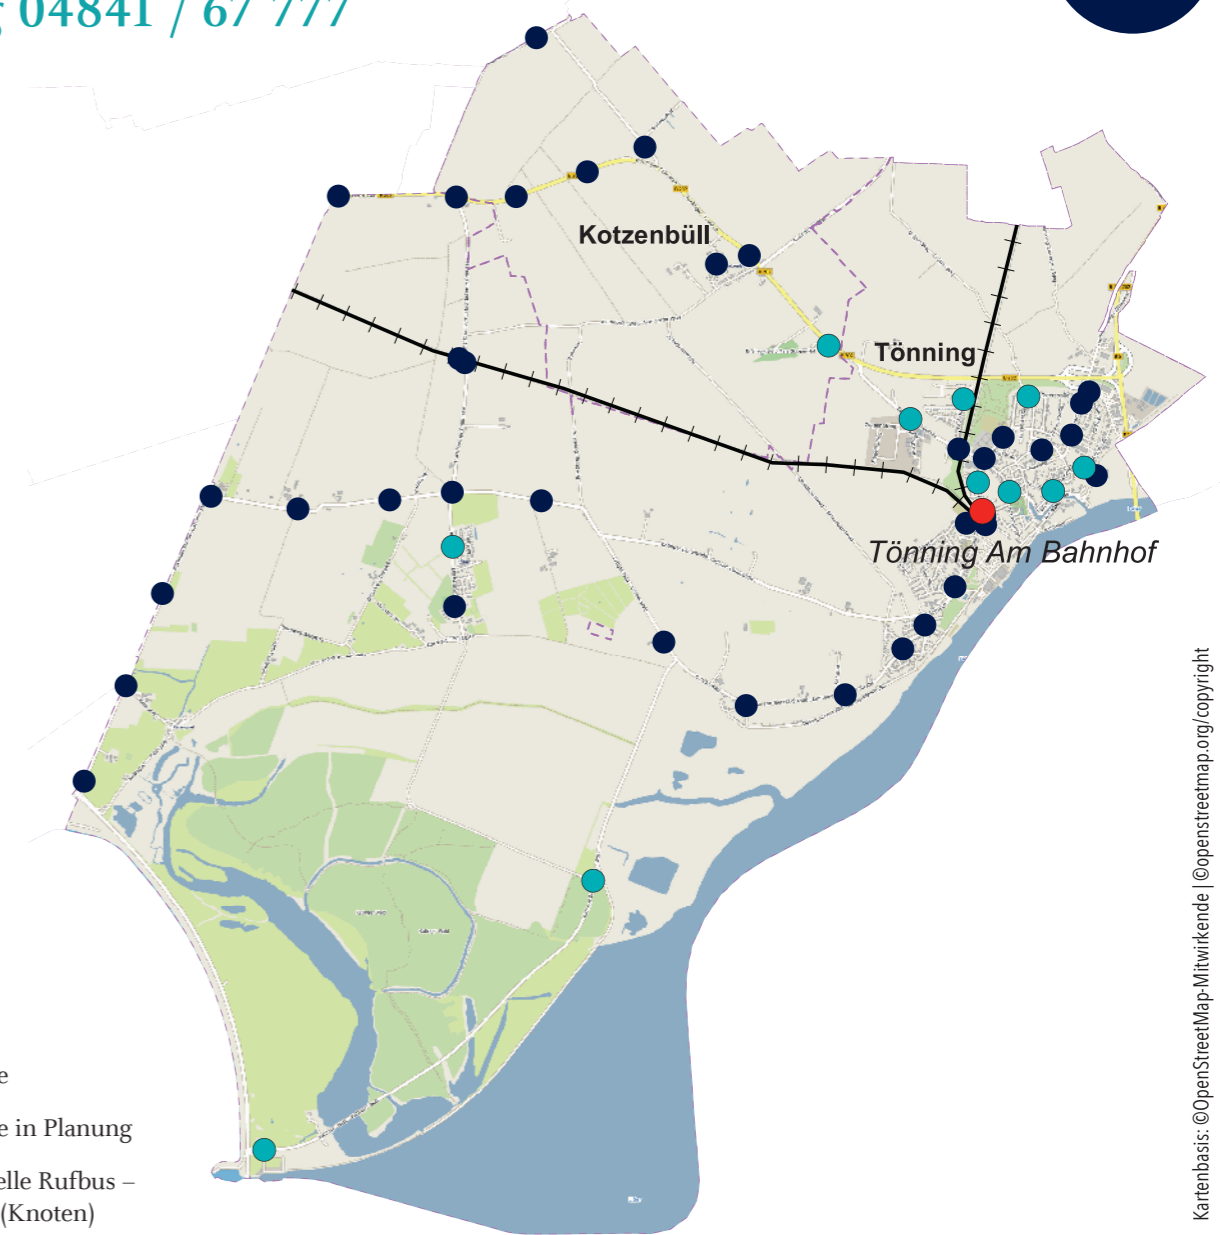 04841 / 67 777
Kotzenbüll
Tönning
Tönning Am Bahnhof
e
e in Planung
elle Rufbus –
(Knoten)
Kartenbasis: ©OpenStreetMap-Mitwirkende | ©openstreetmap.org/copyright